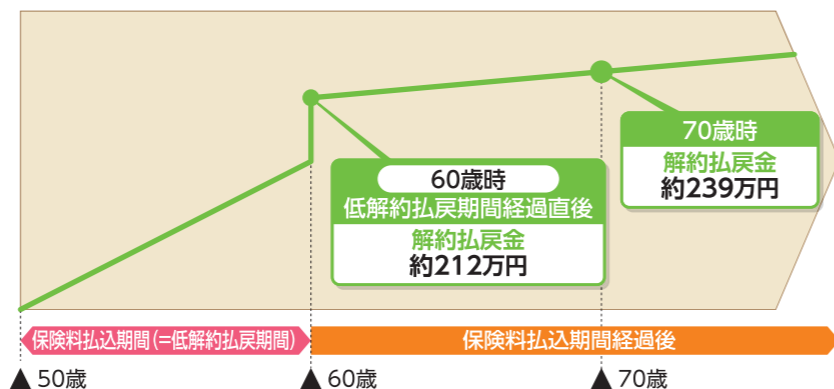 70歳時
解約払戻金
約239万円
60歳時
低解約払戻期間経過直後
解約払戻金
約212万円
保険料払込期間(=低解約払戻期間)
保険料払込期間経過後
▲50歳
▲60歳
▲70歳